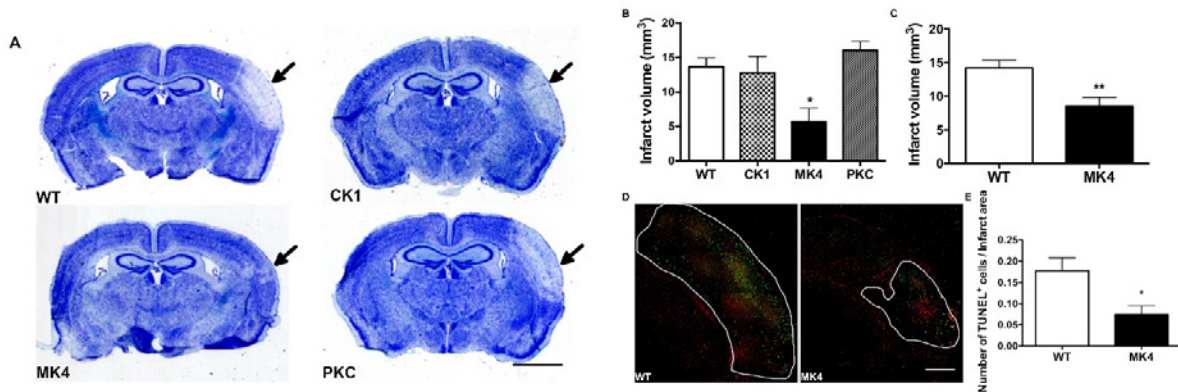 A
WT
CK1
MK4
PKC
B
Infarct volume (mm³)
20
15
10
5
0
WT CK1 MK4 PKC
*
C
Infarct volume (mm³)
20
15
10
5
0
WT MK4
**
D
WT
MK4
E
Number of TUNEL⁺ cells / Infarct area
0.25
0.20
0.15
0.10
0.05
0.00
WT MK4
*